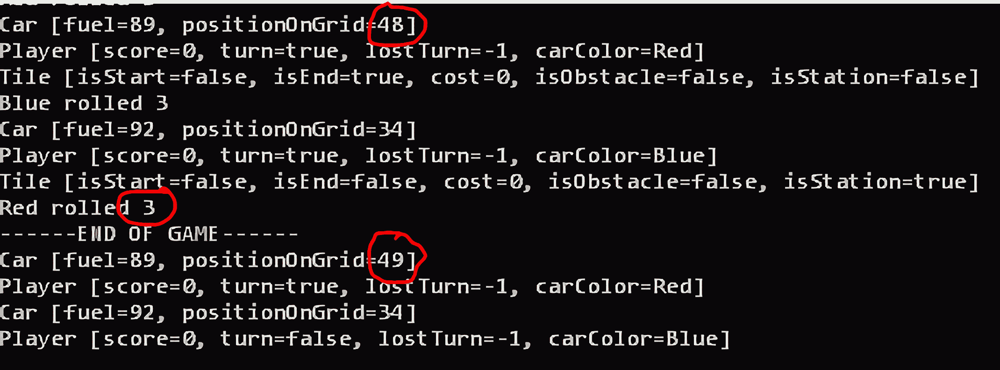 Car [fuel=89, positionOnGrid=48]
Player [score=0, turn=true, lostTurn=-1, carColor=Red]
Tile [isStart=false, isEnd=true, cost=0, isObstacle=false, isStation=false]
Blue rolled 3
Car [fuel=92, positionOnGrid=34]
Player [score=0, turn=true, lostTurn=-1, carColor=Blue]
Tile [isStart=false, isEnd=false, cost=0, isObstacle=false, isStation=true]
Red rolled 3
------END OF GAME------
Car [fuel=89, positionOnGrid=49]
Player [score=0, turn=true, lostTurn=-1, carColor=Red]
Car [fuel=92, positionOnGrid=34]
Player [score=0, turn=false, lostTurn=-1, carColor=Blue]